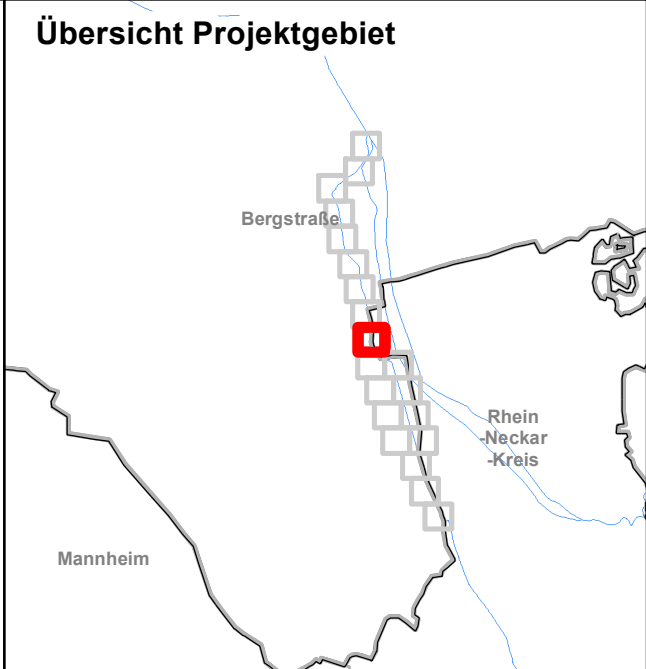 Übersicht Projektgebiet
Bergstraße
Rhein
-Neckar
-Kreis
Mannheim